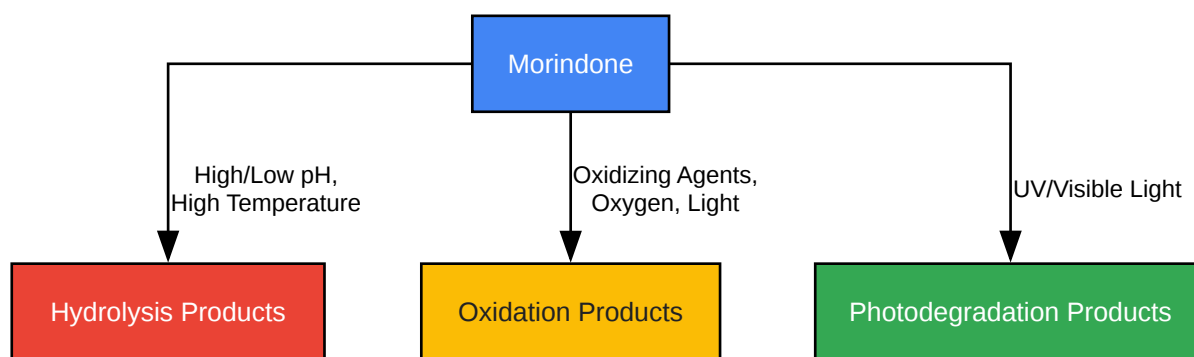 Morindone
High/Low pH,
High Temperature
Oxidizing Agents,
Oxygen, Light
UV/Visible Light
Hydrolysis Products
Oxidation Products
Photodegradation Products